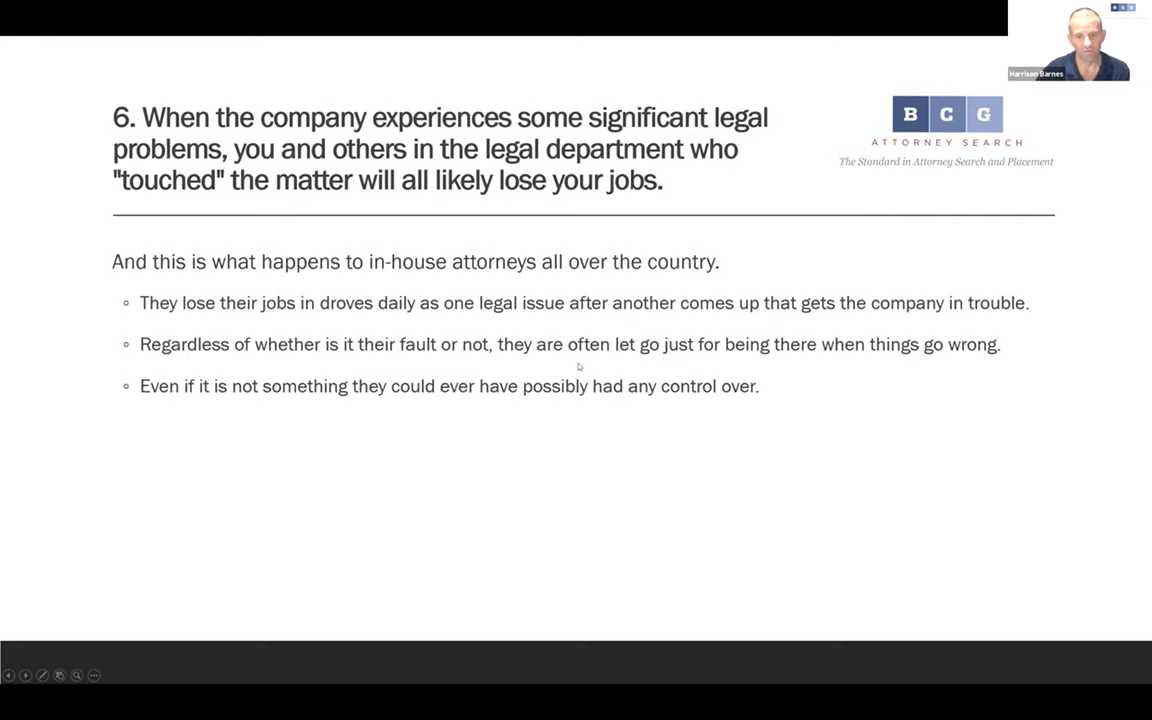 B C G
Harrison Barnes
6. When the company experiences some significant legal
problems, you and others in the legal department who
"touched" the matter will all likely lose your jobs.
B C G
ATTORNEY SEARCH
The Standard in Attorney Search and Placement
And this is what happens to in-house attorneys all over the country.
They lose their jobs in droves daily as one legal issue after another comes up that gets the company in trouble.
Regardless of whether is it their fault or not, they are often let go just for being there when things go wrong.
Even if it is not something they could ever have possibly had any control over.